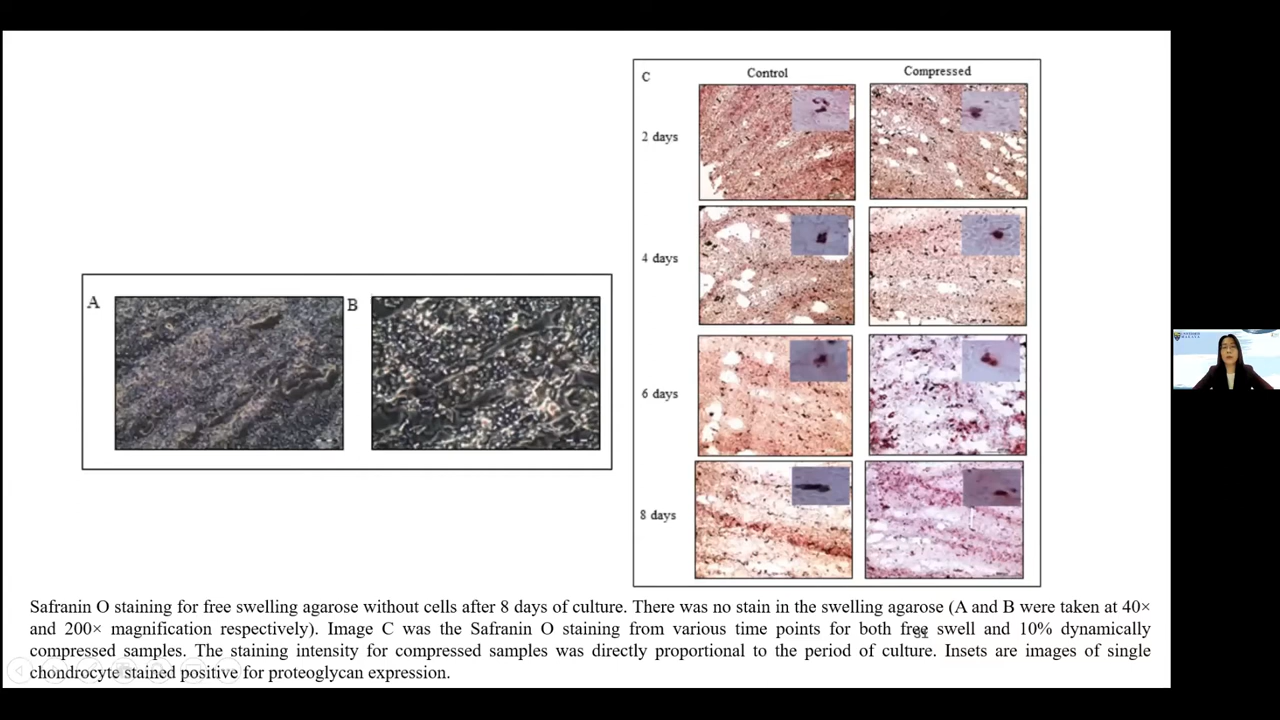 C
Control
Compressed
2 days
4 days
A
B
6 days
8 days
Safranin O staining for free swelling agarose without cells after 8 days of culture. There was no stain in the swelling agarose (A and B were taken at 40×
and 200× magnification respectively). Image C was the Safranin O staining from various time points for both free swell and 10% dynamically
compressed samples. The staining intensity for compressed samples was directly proportional to the period of culture. Insets are images of single
chondrocyte stained positive for proteoglycan expression.